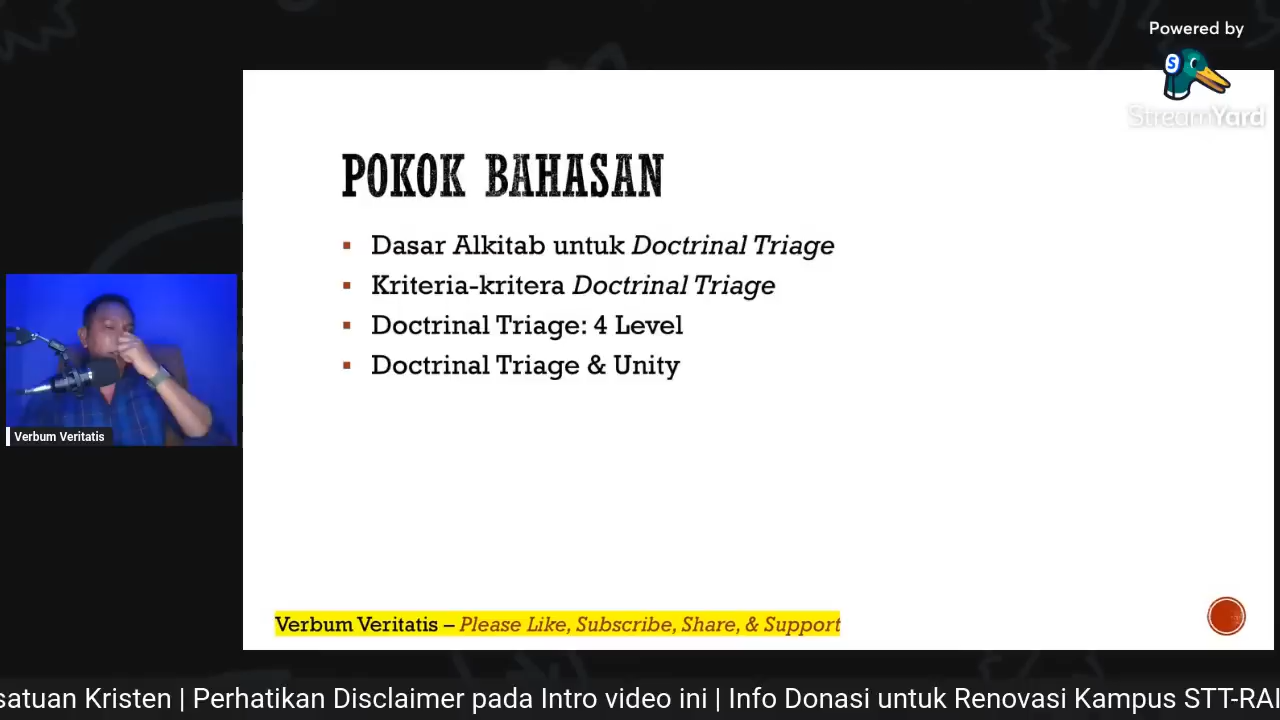 Powered by
StreamYard
POKOK BAHASAN
▪ Dasar Alkitab untuk Doctrinal Triage
▪ Kriteria-kritera Doctrinal Triage
▪ Doctrinal Triage: 4 Level
▪ Doctrinal Triage & Unity
Verbum Veritatis
Verbum Veritatis – Please Like, Subscribe, Share, & Support
satuan Kristen | Perhatikan Disclaimer pada Intro video ini | Info Donasi untuk Renovasi Kampus